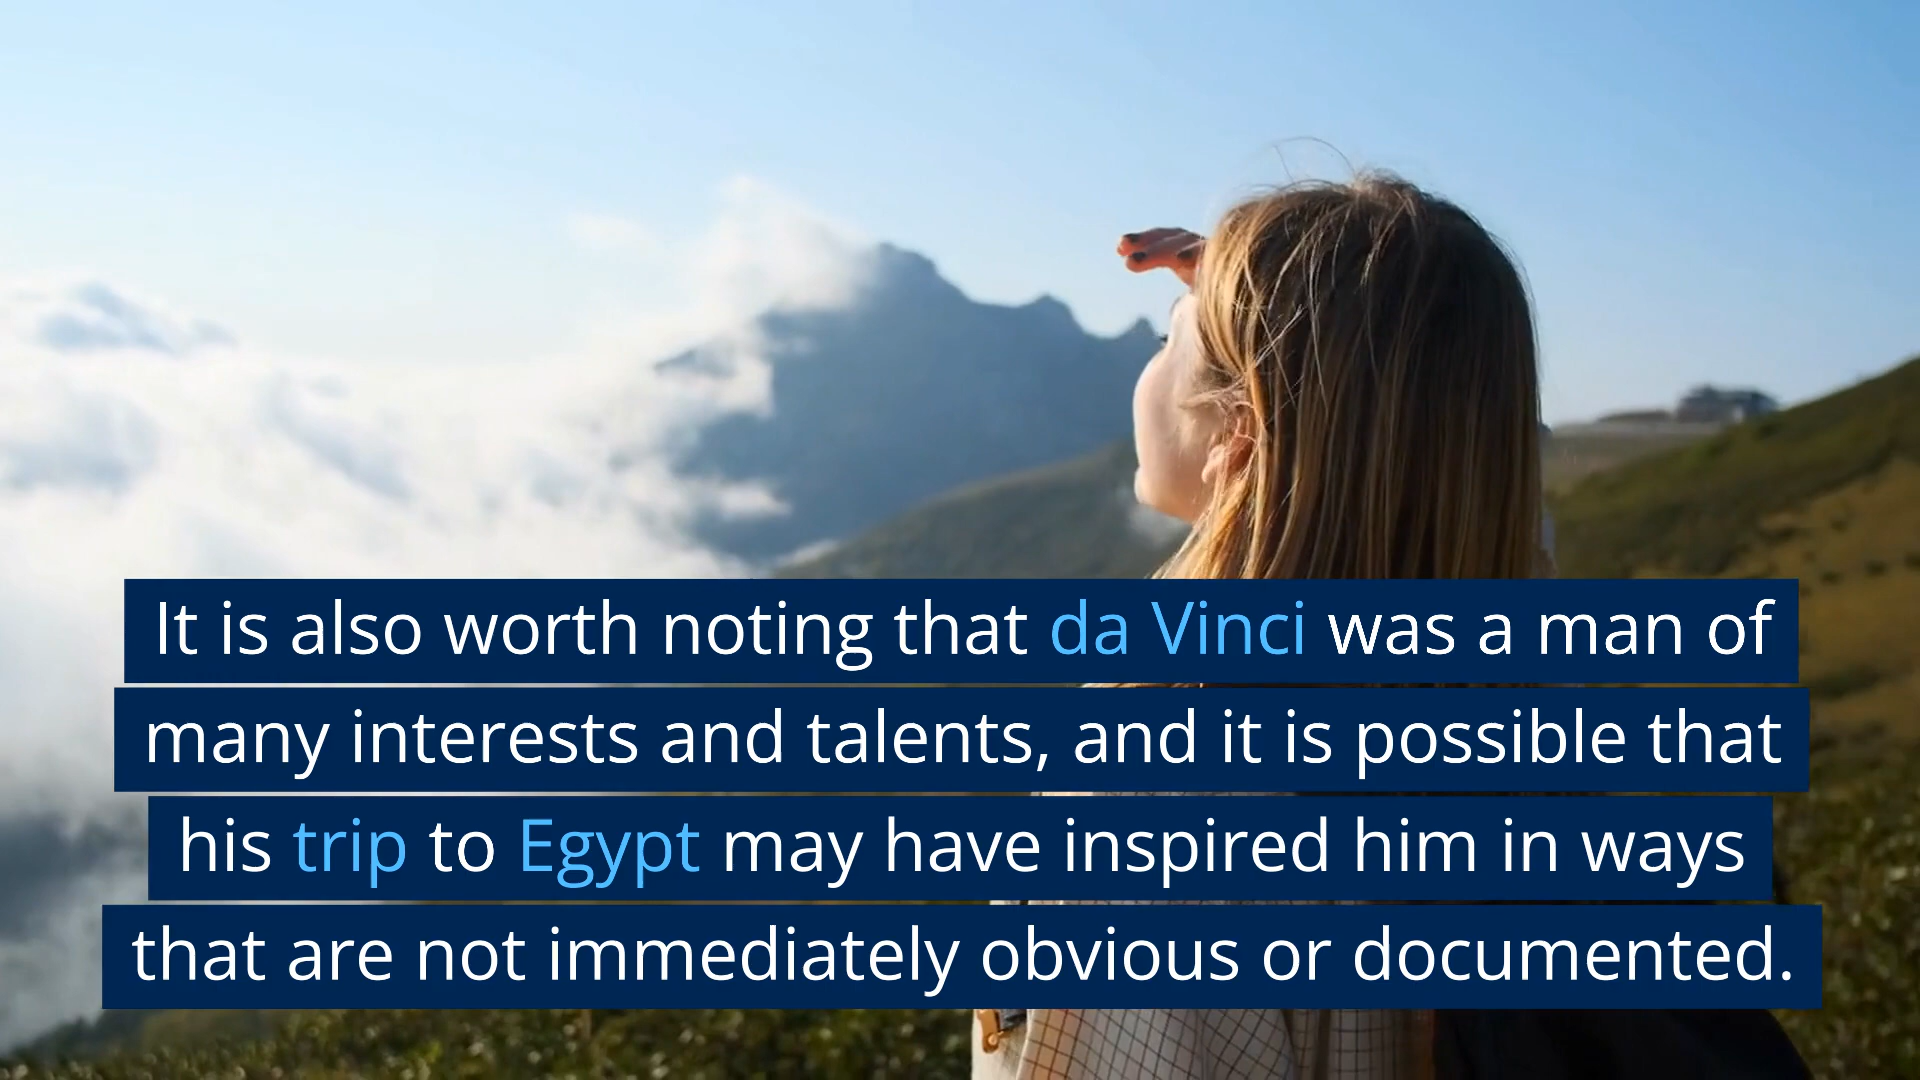 It is also worth noting that da Vinci was a man of
many interests and talents, and it is possible that
his trip to Egypt may have inspired him in ways
that are not immediately obvious or documented.